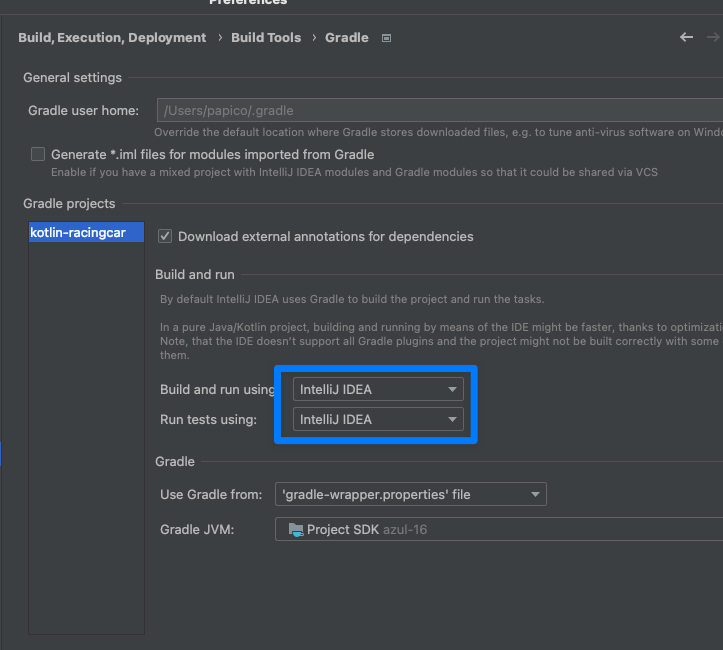 Preferences
Build, Execution, Deployment › Build Tools › Gradle
General settings
Gradle user home: /Users/papico/.gradle
Override the default location where Gradle stores downloaded files, e.g. to tune anti-virus software on Windo
Generate *.iml files for modules imported from Gradle
Enable if you have a mixed project with IntelliJ IDEA modules and Gradle modules so that it could be shared via VCS
Gradle projects
kotlin-racingcar
Download external annotations for dependencies
Build and run
By default IntelliJ IDEA uses Gradle to build the project and run the tasks.
In a pure Java/Kotlin project, building and running by means of the IDE might be faster, thanks to optimizati
Note, that the IDE doesn't support all Gradle plugins and the project might not be built correctly with some
them.
Build and run using IntelliJ IDEA
Run tests using: IntelliJ IDEA
Gradle
Use Gradle from: 'gradle-wrapper.properties' file
Gradle JVM: Project SDK azul-16